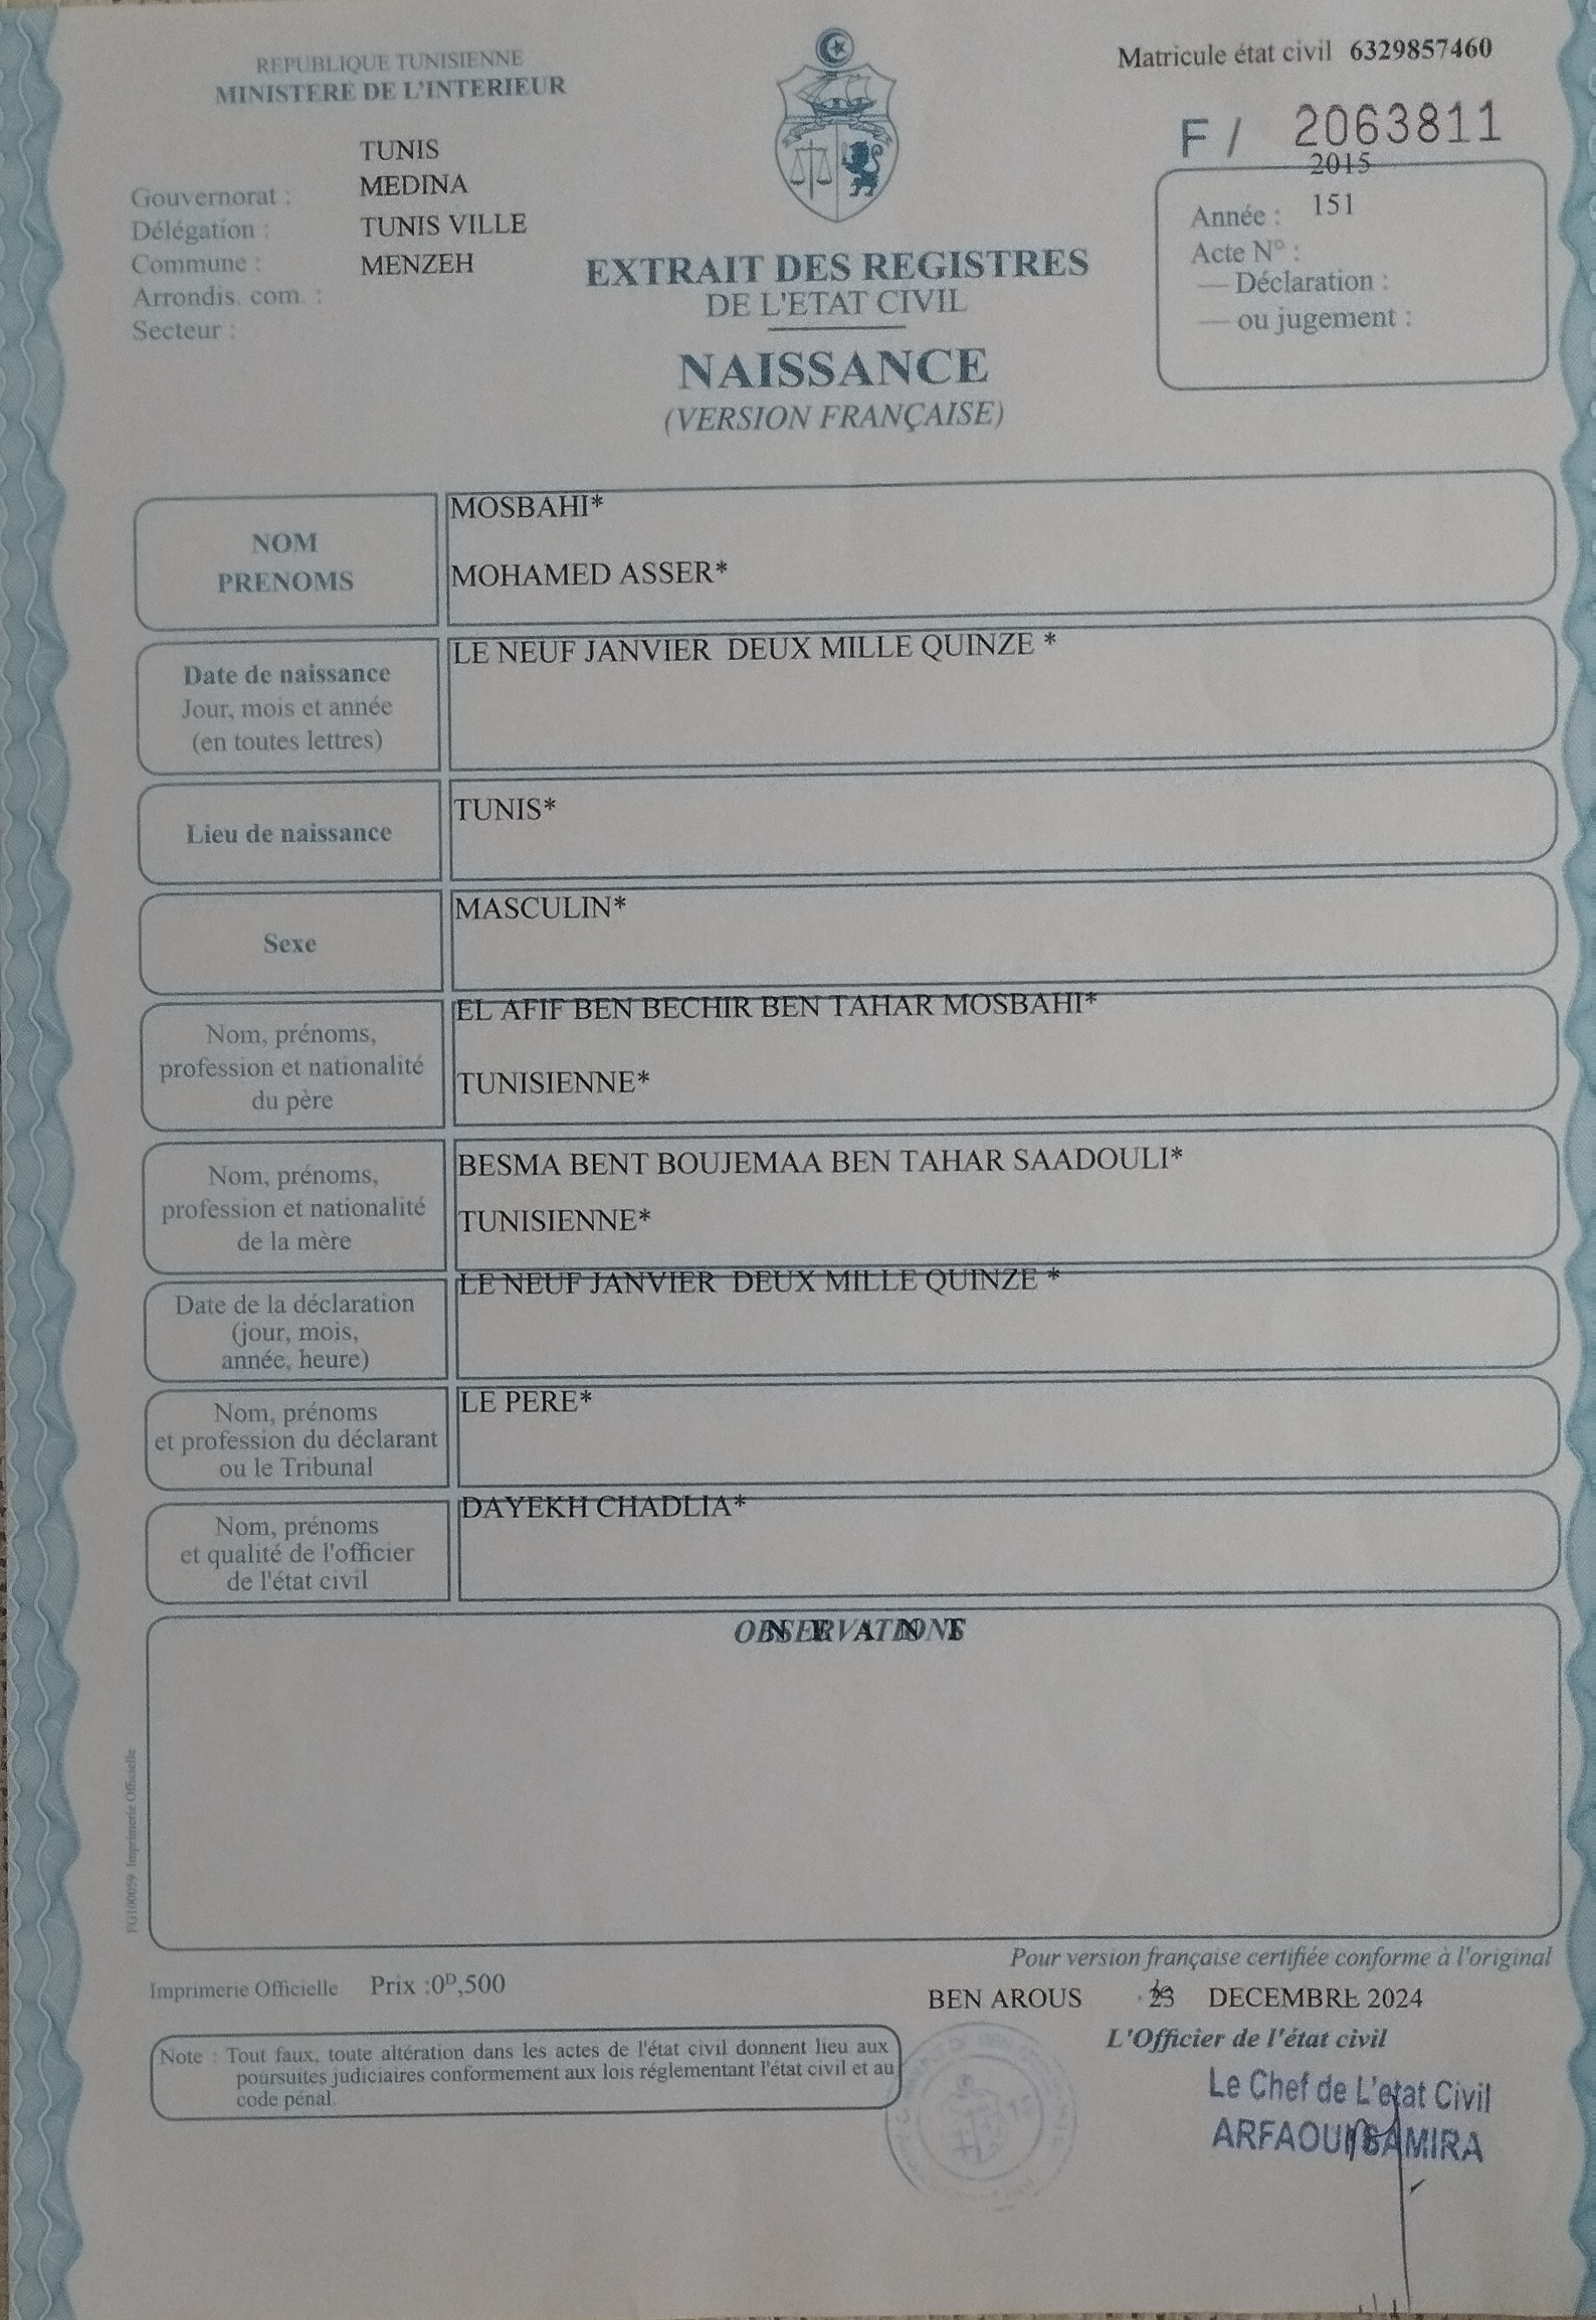 REPUBLIQUE TUNISIENNE
MINISTERE DE L'INTERIEUR
Matricule état civil 6329857460
F / 2063811
TUNIS
MEDINA
TUNIS VILLE
MENZEH
Gouvernorat :
Délégation :
Commune :
Arrondis. com. :
Secteur :
2015
Année : 151
Acte N° :
— Déclaration :
— ou jugement :
EXTRAIT DES REGISTRES
DE L'ETAT CIVIL
NAISSANCE
(VERSION FRANÇAISE)
NOM
PRENOMS
MOSBAHI*
MOHAMED ASSER*
Date de naissance
Jour, mois et année
(en toutes lettres)
LE NEUF JANVIER DEUX MILLE QUINZE *
Lieu de naissance
TUNIS*
Sexe
MASCULIN*
Nom, prénoms,
profession et nationalité
du père
EL AFIF BEN BECHIR BEN TAHAR MOSBAHI*
TUNISIENNE*
Nom, prénoms,
profession et nationalité
de la mère
BESMA BENT BOUJEMAA BEN TAHAR SAADOULI*
TUNISIENNE*
Date de la déclaration
(jour, mois,
année, heure)
LE NEUF JANVIER DEUX MILLE QUINZE *
Nom, prénoms
et profession du déclarant
ou le Tribunal
LE PERE*
Nom, prénoms
et qualité de l'officier
de l'état civil
DAYEKH CHADLIA*
OBSERVATIONS
N E A N T
FG100059 Imprimerie Officielle
Pour version française certifiée conforme à l'original
Imprimerie Officielle Prix :0ᴰ,500
BEN AROUS DECEMBRE 2024
L'Officier de l'état civil
Note : Tout faux, toute altération dans les actes de l'état civil donnent lieu aux
poursuites judiciaires conformement aux lois réglementant l'état civil et au
code pénal.
Le Chef de L'etat Civil
ARFAOUI SAMIRA